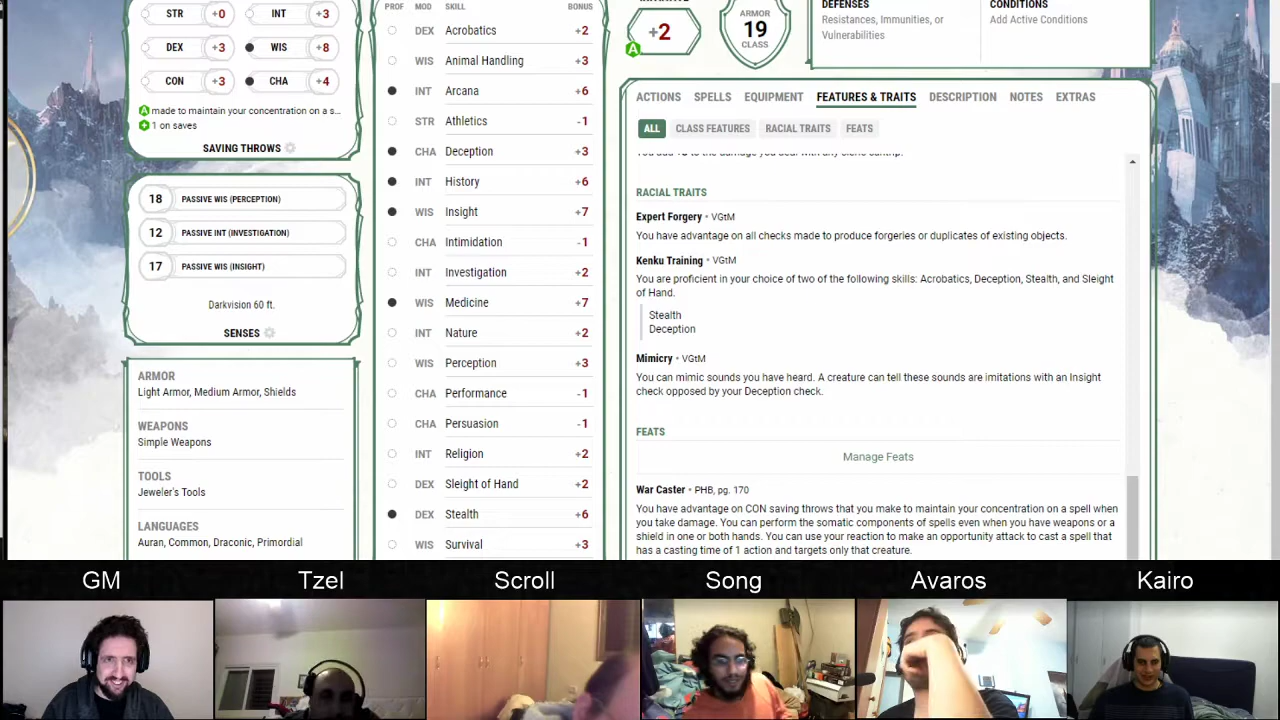 STR +0 INT +3
DEX +3 WIS +8
CON +3 CHA +4
made to maintain your concentration on a s...
1 on saves
SAVING THROWS
18 PASSIVE WIS (PERCEPTION)
12 PASSIVE INT (INVESTIGATION)
17 PASSIVE WIS (INSIGHT)
Darkvision 60 ft.
SENSES
ARMOR
Light Armor, Medium Armor, Shields
WEAPONS
Simple Weapons
TOOLS
Jeweler's Tools
LANGUAGES
Auran, Common, Draconic, Primordial
PROF MOD SKILL BONUS
DEX Acrobatics +2
WIS Animal Handling +3
INT Arcana +6
STR Athletics -1
CHA Deception +3
INT History +6
WIS Insight +7
CHA Intimidation -1
INT Investigation +2
WIS Medicine +7
INT Nature +2
WIS Perception +3
CHA Performance -1
CHA Persuasion -1
INT Religion +2
DEX Sleight of Hand +2
DEX Stealth +6
WIS Survival +3
+2
A
ARMOR
19
CLASS
DEFENSES
Resistances, Immunities, or
Vulnerabilities
CONDITIONS
Add Active Conditions
ACTIONS SPELLS EQUIPMENT FEATURES & TRAITS DESCRIPTION NOTES EXTRAS
ALL CLASS FEATURES RACIAL TRAITS FEATS
RACIAL TRAITS
Expert Forgery • VGtM
You have advantage on all checks made to produce forgeries or duplicates of existing objects.
Kenku Training • VGtM
You are proficient in your choice of two of the following skills: Acrobatics, Deception, Stealth, and Sleight
of Hand.
Stealth
Deception
Mimicry • VGtM
You can mimic sounds you have heard. A creature can tell these sounds are imitations with an Insight
check opposed by your Deception check.
FEATS
Manage Feats
War Caster • PHB, pg. 170
You have advantage on CON saving throws that you make to maintain your concentration on a spell when
you take damage. You can perform the somatic components of spells even when you have weapons or a
shield in one or both hands. You can use your reaction to make an opportunity attack to cast a spell that
has a casting time of 1 action and targets only that creature.
GM Tzel Scroll Song Avaros Kairo